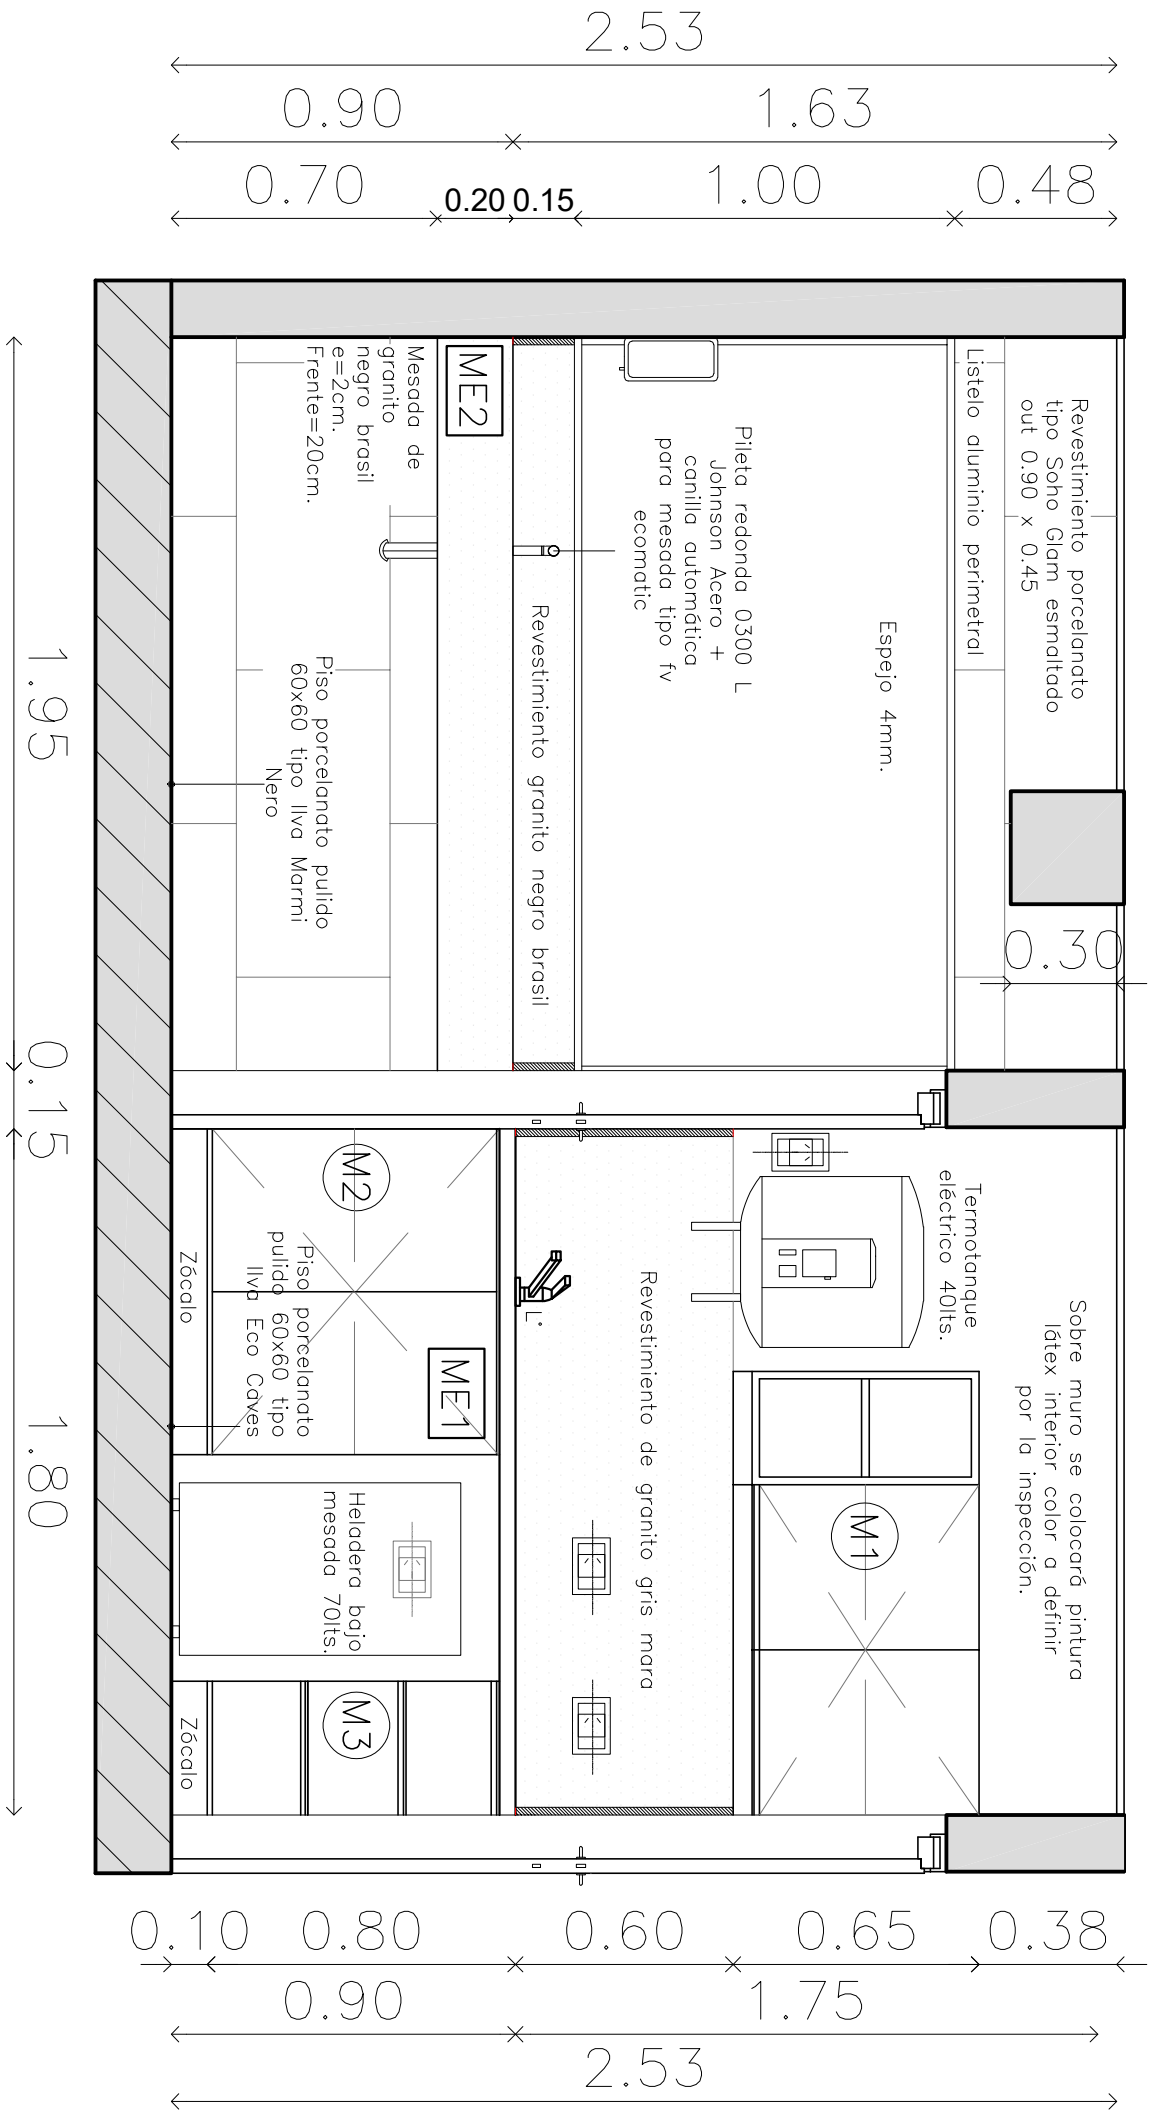 2.53
0.90
1.63
0.70
0.20
0.15
1.00
0.48
Revestimiento porcelanato
tipo Soho Glam esmaltado
out 0.90 x 0.45
Listelo aluminio perimetral
Espejo 4mm.
Pileta redonda 0300 L
Johnson Acero +
canilla automática
para mesada tipo fv
ecomatic
Revestimiento granito negro brasil
ME2
Mesada de
granito
negro brasil
e=2cm.
Frente=20cm.
Piso porcelanato pulido
60x60 tipo Ilva Marmi
Nero
0.30
Sobre muro se colocará pintura
látex interior color a definir
por la inspección.
Termotanque
eléctrico 40lts.
M1
Revestimiento de granito gris mara
L°
M2
ME1
Piso porcelanato
pulido 60x60 tipo
Ilva Eco Caves
Zócalo
Heladera bajo
mesada 70lts.
M3
Zócalo
1.95
0.15
1.80
0.10
0.80
0.60
0.65
0.38
0.90
1.75
2.53